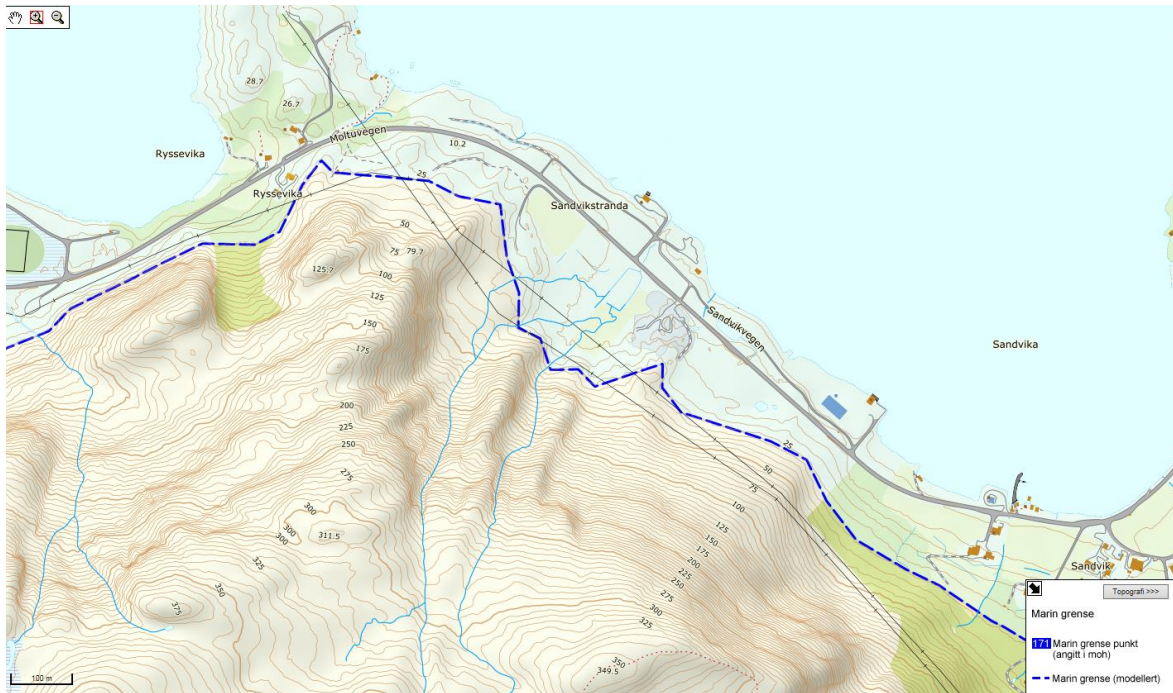 28.7
26.7
Moltuvegen
10.2
Ryssevika
Ryssevika
25
50
Sandvikstranda
75
79.7
125.7
100
125
150
175
Sandvikvegen
Sandvika
200
225
250
275
25
50
75
100
125
150
175
200
225
250
275
300
325
300
300
311.5
325
350
375
350
349.5
Sandvik
100 m
Topografi >>>
Marin grense
171 Marin grense punkt
(angitt i moh)
Marin grense (modellert)